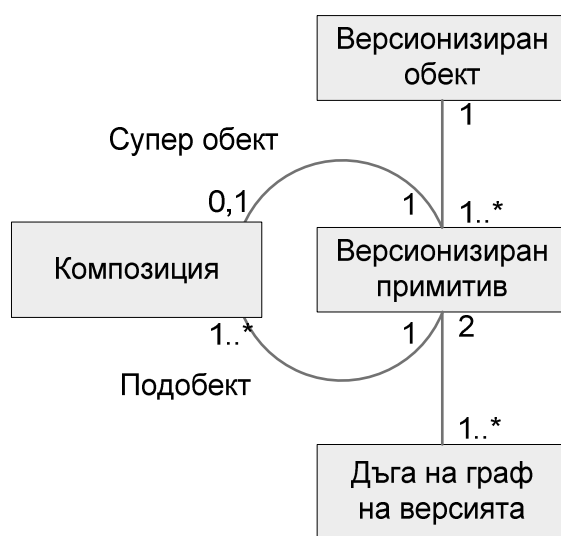 Версионизиран
обект
1
Супер обект
0,1
1
1..*
Композиция
Версионизиран
примитив
1..*
1
2
Подобект
1..*
Дъга на граф
на версията